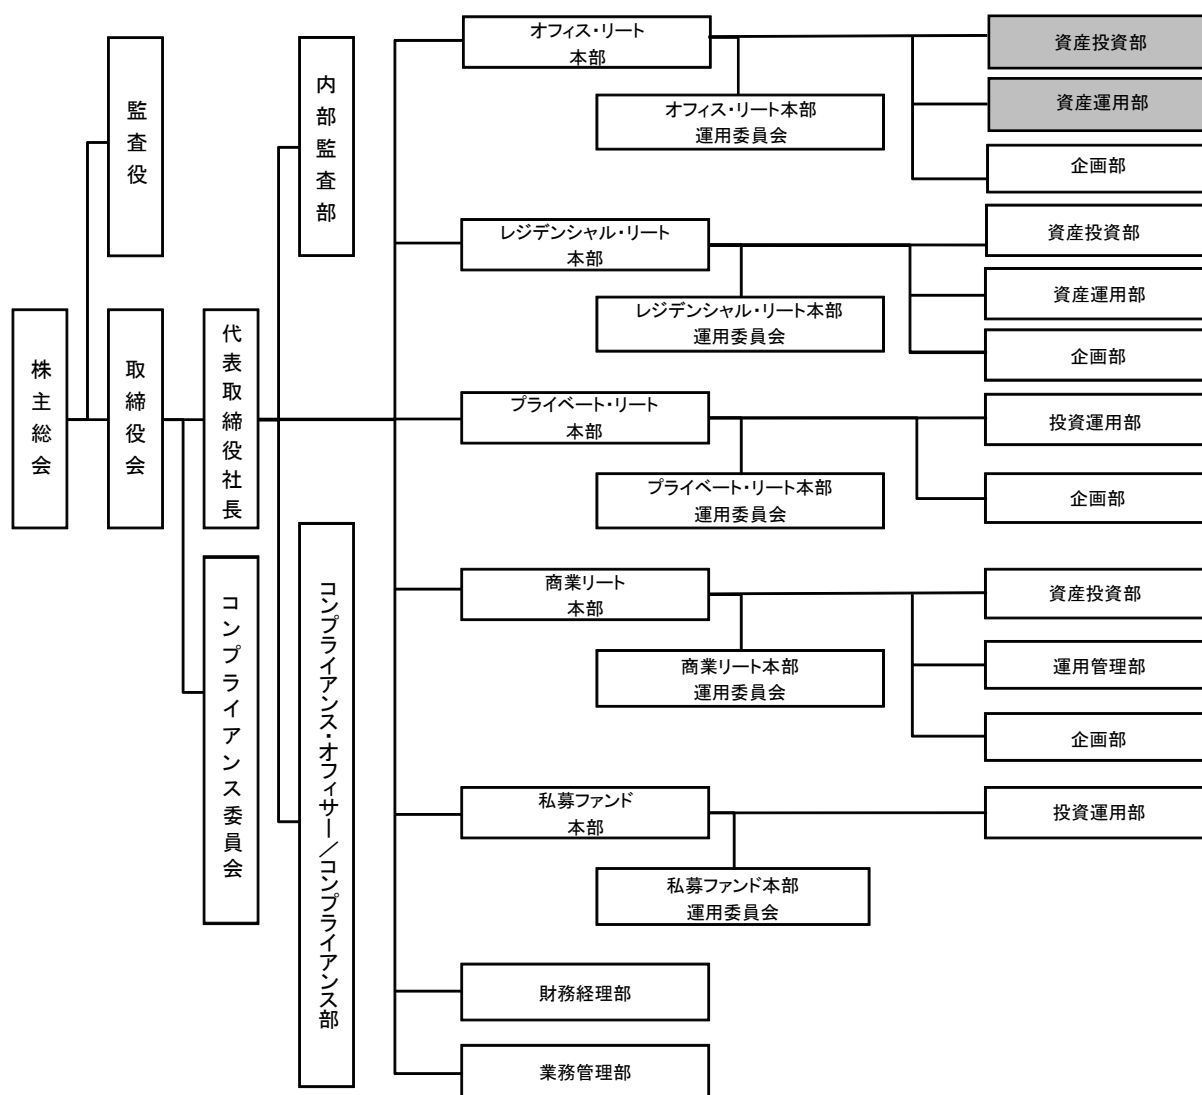 株主総会
監査役
取締役会
代表取締役社長
コンプライアンス委員会
内部監査部
コンプライアンス・オフィサー／コンプライアンス部
オフィス・リート
本部
オフィス・リート本部
運用委員会
資産投資部
資産運用部
企画部
レジデンシャル・リート
本部
レジデンシャル・リート本部
運用委員会
資産投資部
資産運用部
企画部
プライベート・リート
本部
プライベート・リート本部
運用委員会
投資運用部
企画部
商業リート
本部
商業リート本部
運用委員会
資産投資部
運用管理部
企画部
私募ファンド
本部
私募ファンド本部
運用委員会
投資運用部
財務経理部
業務管理部